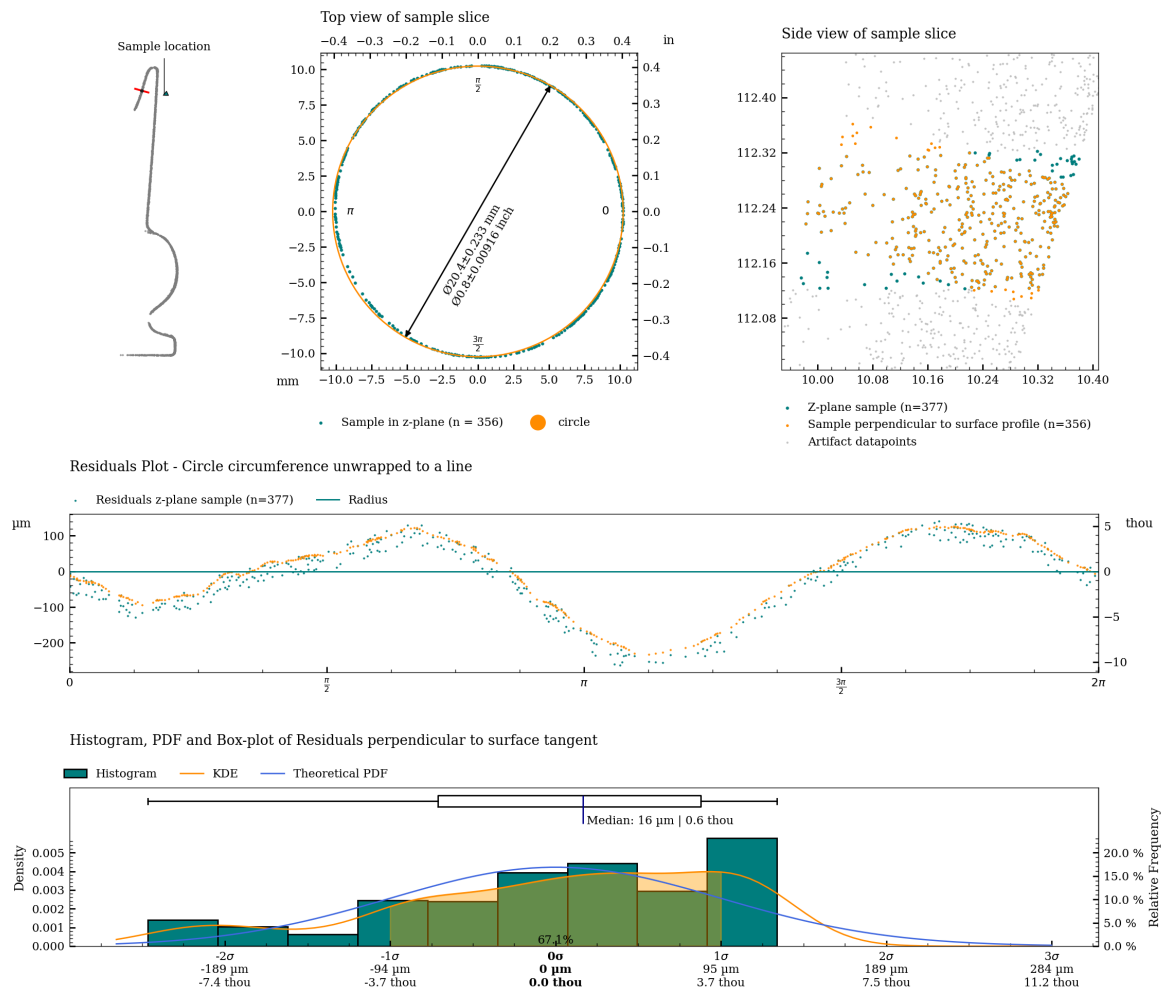 Sample location
Top view of sample slice
−0.4 −0.3 −0.2 −0.1 0.0 0.1 0.2 0.3 0.4 in
10.0
7.5
5.0
2.5
0.0
−2.5
−5.0
−7.5
−10.0
mm
−10.0 −7.5 −5.0 −2.5 0.0 2.5 5.0 7.5 10.0
0.4
0.3
0.2
0.1
0.0
−0.1
−0.2
−0.3
−0.4
π/2
π
0
3π/2
Ø20.4±0.233 mm
Ø0.8±0.00916 inch
Sample in z-plane (n = 356) circle
Side view of sample slice
112.40
112.32
112.24
112.16
112.08
10.00 10.08 10.16 10.24 10.32 10.40
Z-plane sample (n=377)
Sample perpendicular to surface profile (n=356)
Artifact datapoints
Residuals Plot - Circle circumference unwrapped to a line
Residuals z-plane sample (n=377) Radius
µm
100
0
−100
−200
thou
5
0
−5
−10
0 π/2 π 3π/2 2π
Histogram, PDF and Box-plot of Residuals perpendicular to surface tangent
Histogram KDE Theoretical PDF
Median: 16 µm | 0.6 thou
Density
0.005
0.004
0.003
0.002
0.001
0.000
Relative Frequency
20.0 %
15.0 %
10.0 %
5.0 %
0.0 %
67.1%
-2σ -1σ 0σ 1σ 2σ 3σ
-189 µm -94 µm 0 µm 95 µm 189 µm 284 µm
-7.4 thou -3.7 thou 0.0 thou 3.7 thou 7.5 thou 11.2 thou